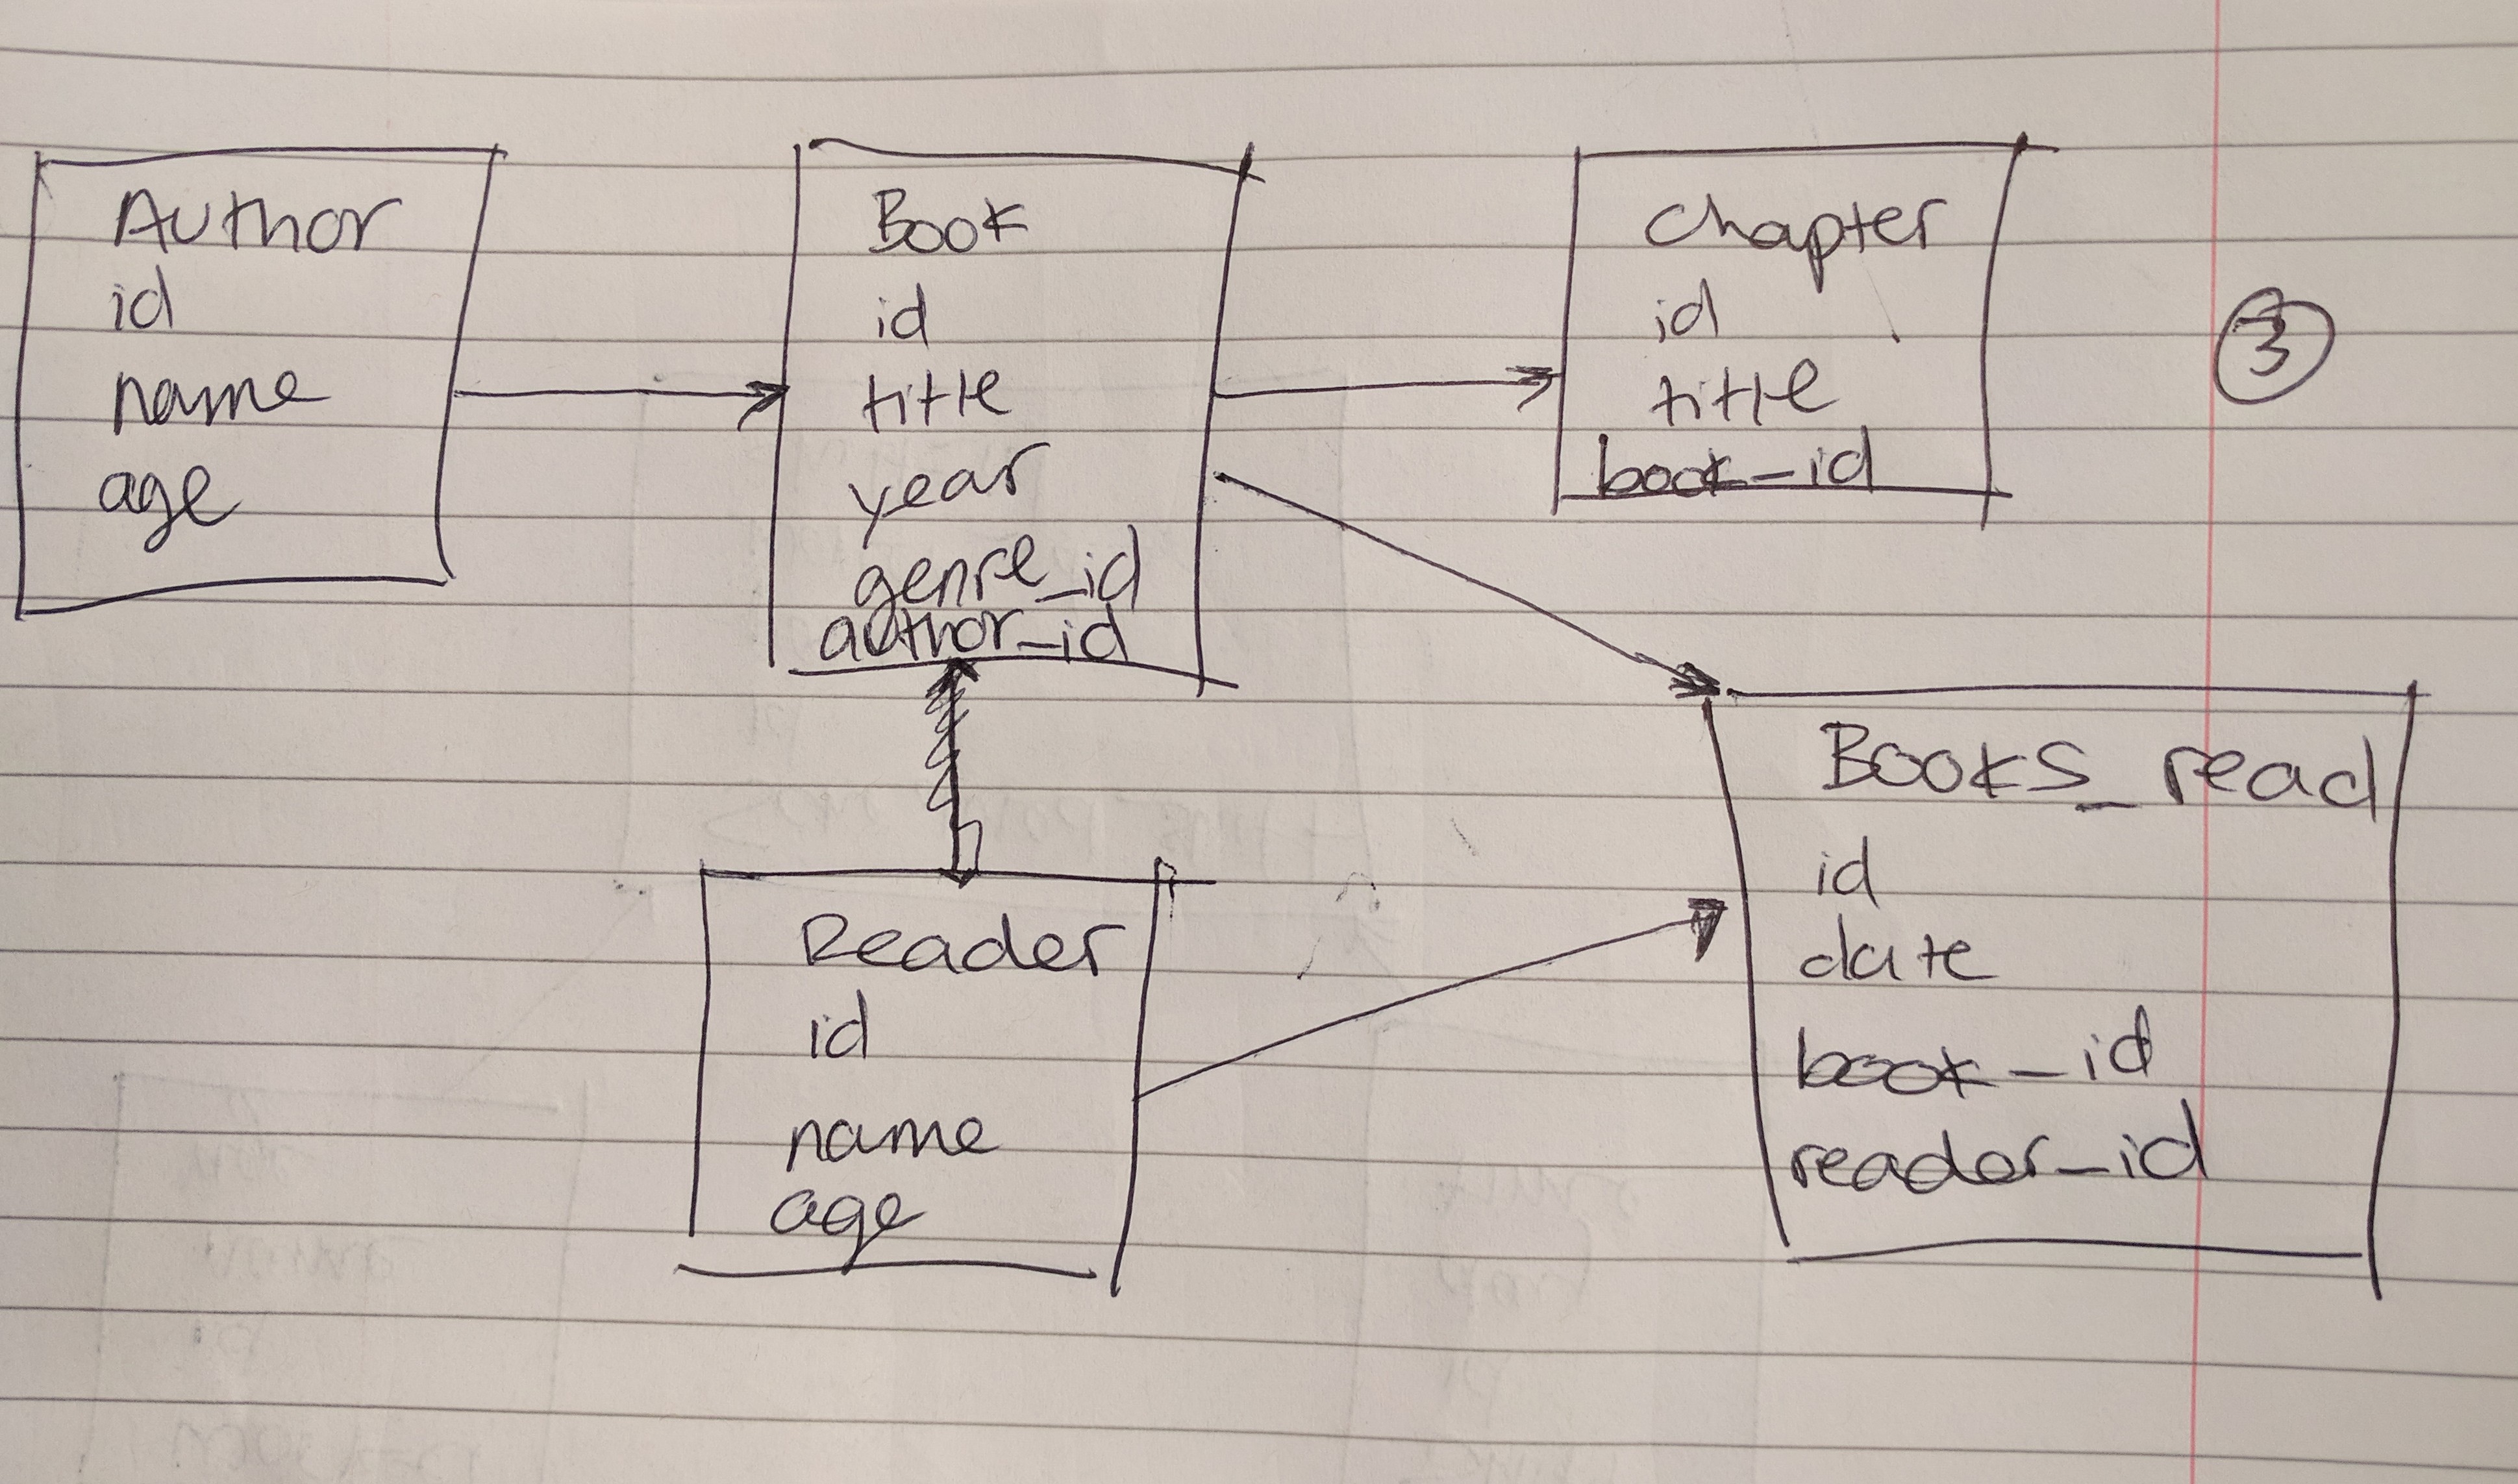 Author
id
name
age
Book
id
title
year
genre_id
author_id
chapter
id
title
book_id
3
Reader
id
name
age
Books_read
id
date
book_id
reader_id